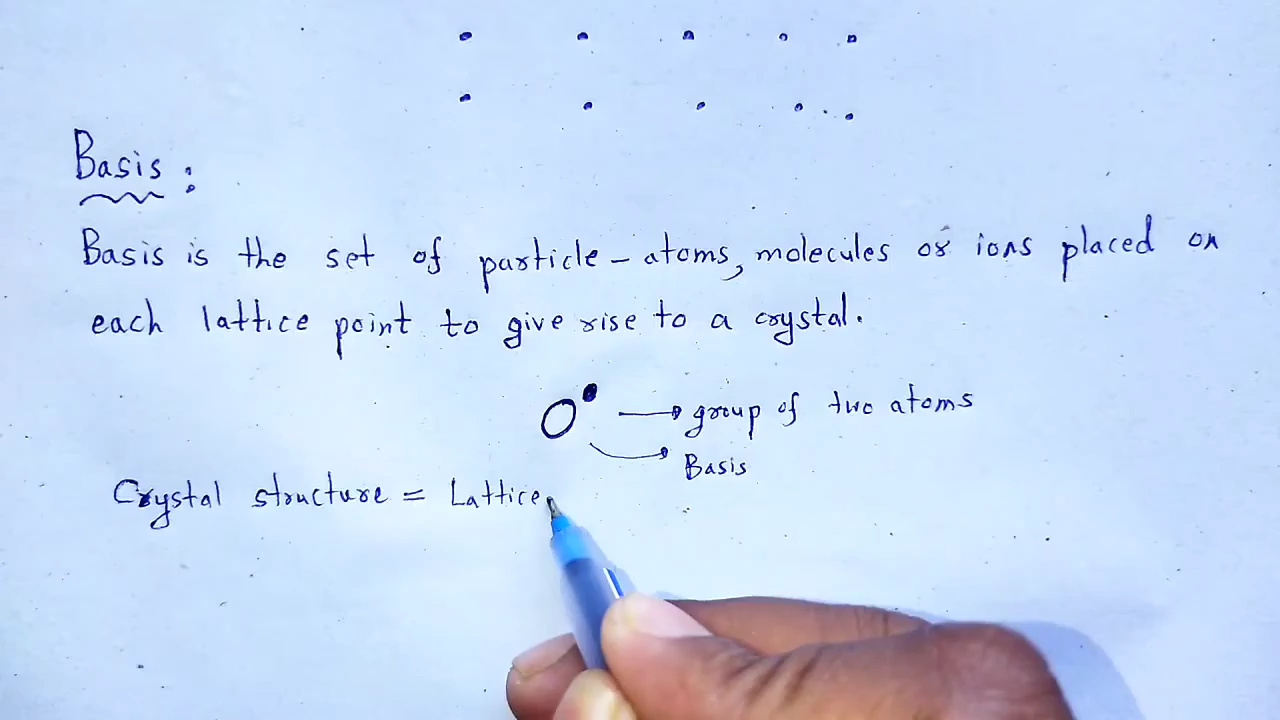 Basis :
Basis is the set of particle - atoms, molecules or ions placed on
each lattice point to give rise to a crystal.
→ group of two atoms
Basis
Crystal structure = Lattice